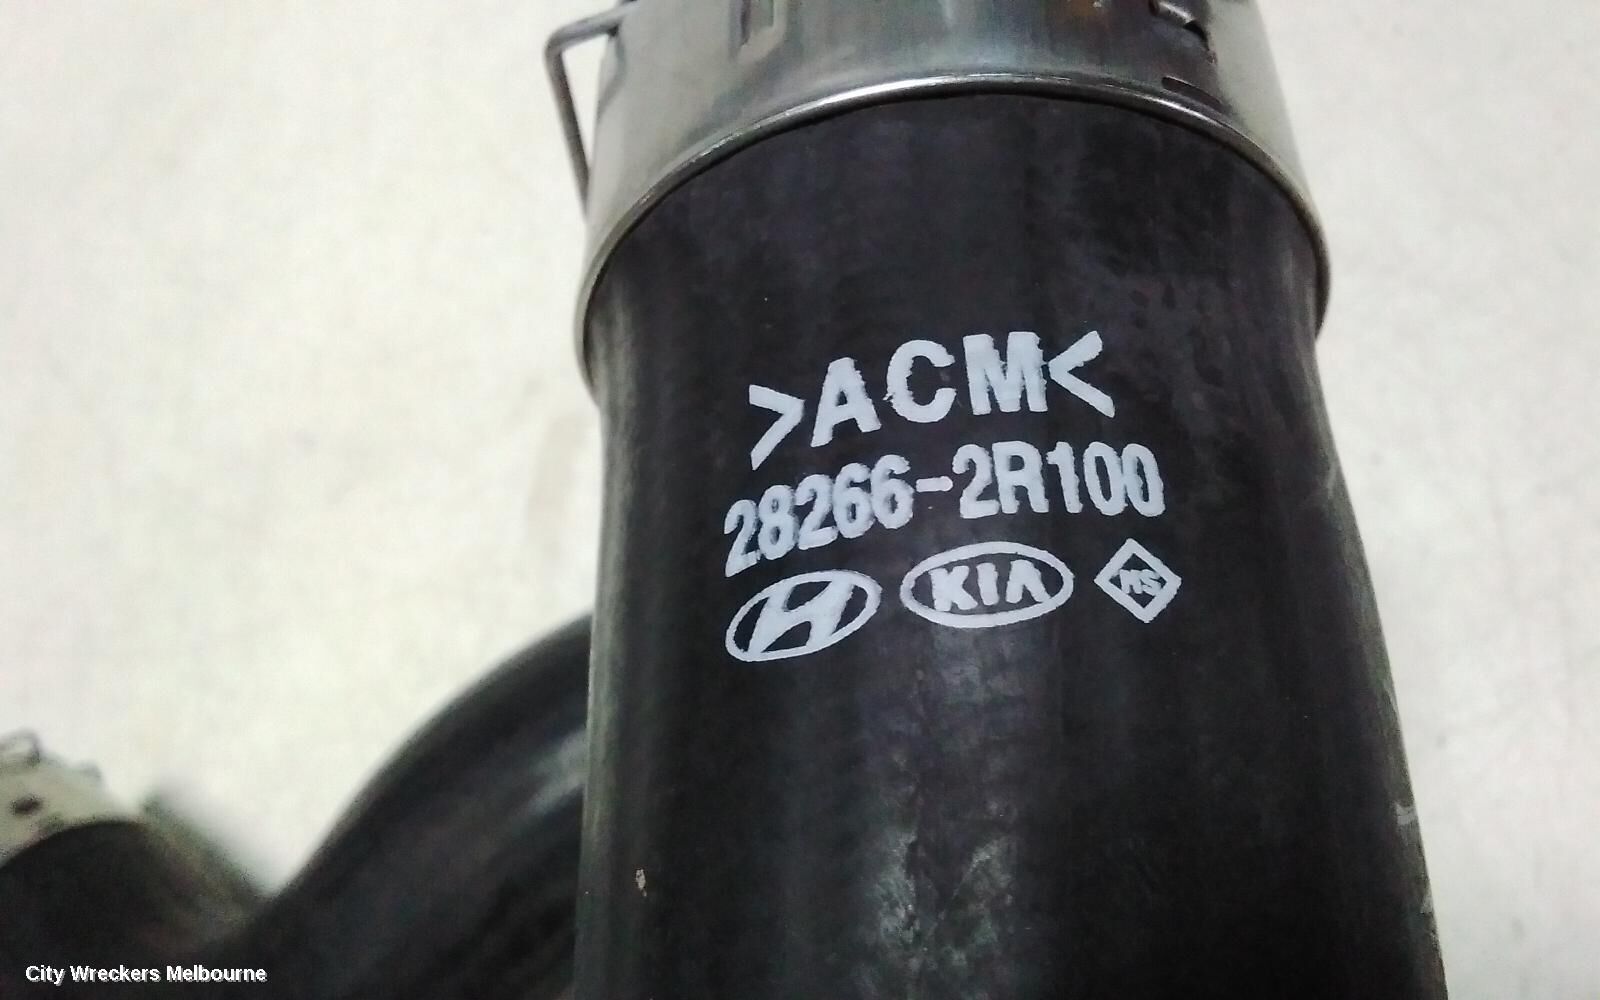 >ACM<
28266-2R100
KIA
City Wreckers Melbourne